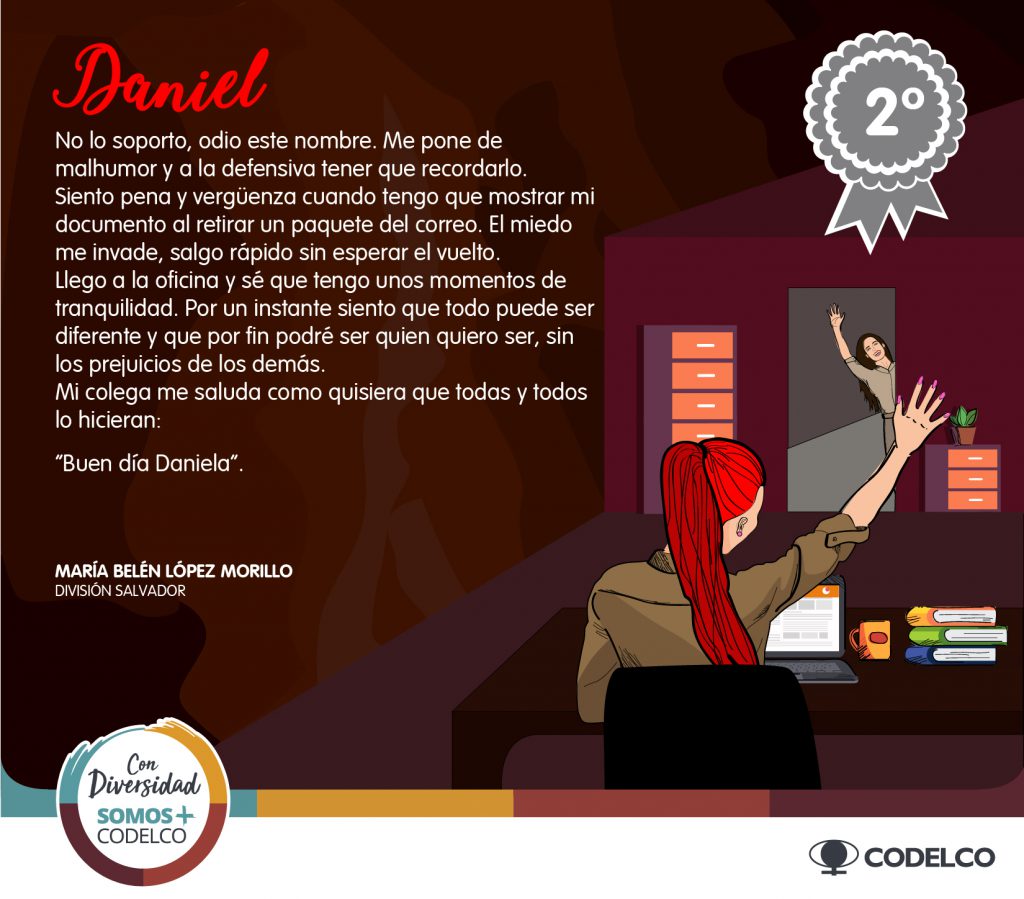 Daniel
2º
No lo soporto, odio este nombre. Me pone de
malhumor y a la defensiva tener que recordarlo.
Siento pena y vergüenza cuando tengo que mostrar mi
documento al retirar un paquete del correo. El miedo
me invade, salgo rápido sin esperar el vuelto.
Llego a la oficina y sé que tengo unos momentos de
tranquilidad. Por un instante siento que todo puede ser
diferente y que por fin podré ser quien quiero ser, sin
los prejuicios de los demás.
Mi colega me saluda como quisiera que todas y todos
lo hicieran:
“Buen día Daniela”.
MARÍA BELÉN LÓPEZ MORILLO
DIVISIÓN SALVADOR
Con
Diversidad
SOMOS+
CODELCO
CODELCO